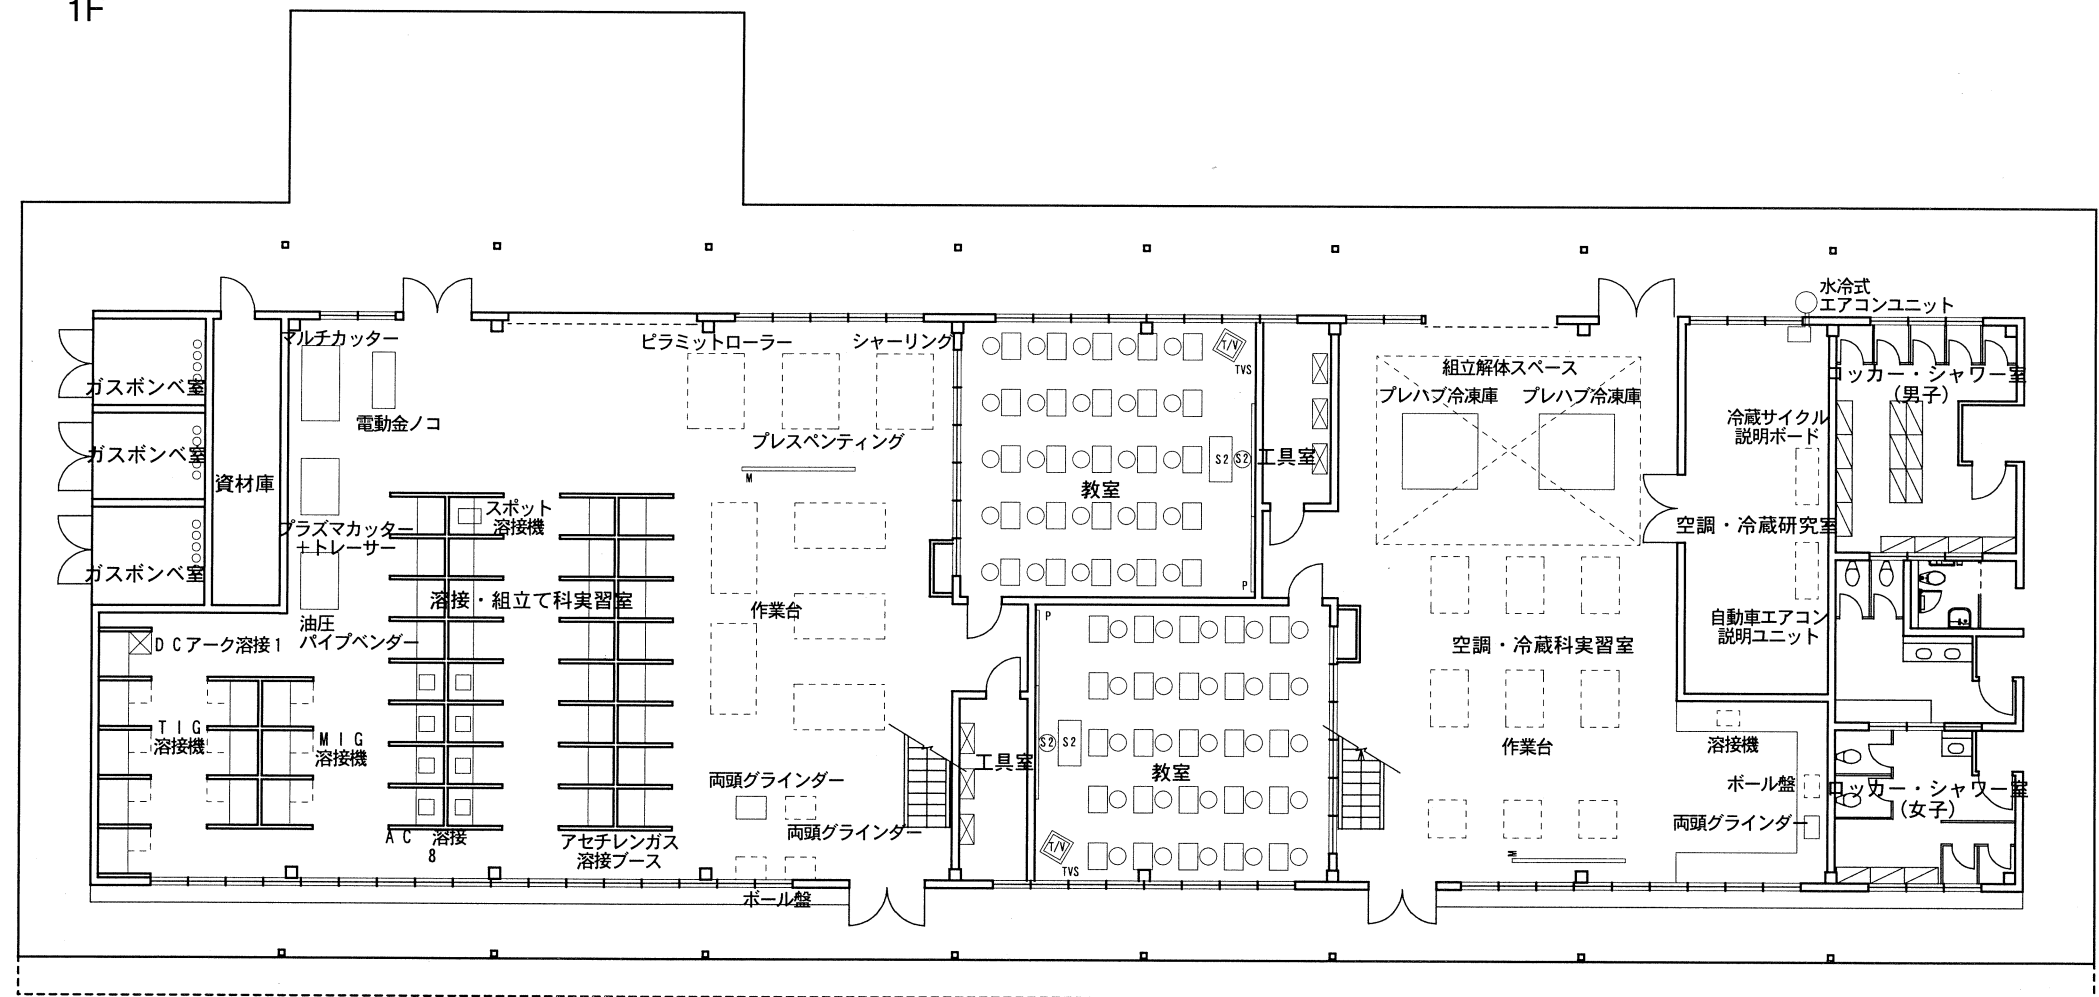 1F
水冷式
エアコンユニット
マルチカッター
ピラミットローラー
シャーリング
T/V
TVS
組立解体スペース
プレハブ冷凍庫
プレハブ冷凍庫
ロッカー・シャワー室
(男子)
ガスボンベ室
電動金ノコ
プレスペンティング
冷蔵サイクル
説明ボード
ガスボンベ室
M
S2
S2
工具室
資材庫
教室
スポット
溶接機
プラズマカッター
+トレーサー
空調・冷蔵研究室
ガスボンベ室
P
溶接・組立て科実習室
作業台
油圧
パイプベンダー
P
自動車エアコン
説明ユニット
DCアーク溶接1
空調・冷蔵科実習室
TIG
溶接機
MIG
溶接機
S2
S2
作業台
溶接機
工具室
教室
両頭グラインダー
ボール盤
ロッカー・シャワー室
(女子)
両頭グラインダー
両頭グラインダー
AC 溶接
8
アセチレンガス
溶接ブース
T/V
TVS
M
ボール盤